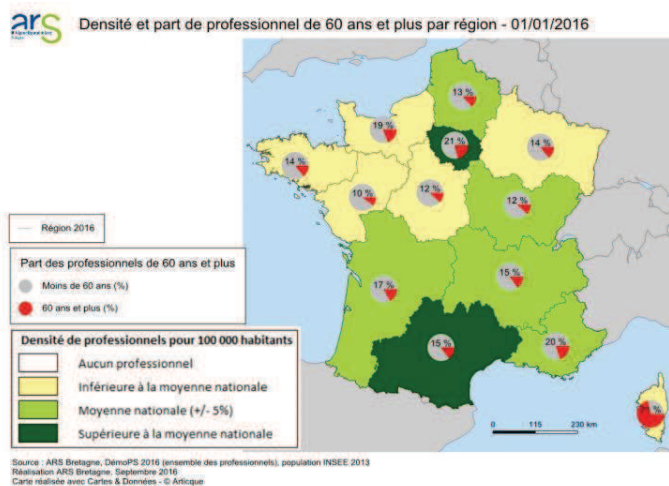 ars
Densité et part de professionnel de 60 ans et plus par région - 01/01/2016
13 %
19 %
21 %
14 %
14 %
10 %
12 %
12 %
17 %
15 %
15 %
20 %
%
Région 2016
Part des professionnels de 60 ans et plus
Moins de 60 ans (%)
60 ans et plus (%)
Densité de professionnels pour 100 000 habitants
Aucun professionnel
Inférieure à la moyenne nationale
Moyenne nationale (+/- 5%)
Supérieure à la moyenne nationale
0 115 230 km
Source : ARS Bretagne, DémoPS 2016 (ensemble des professionnels), population INSEE 2013
Réalisation ARS Bretagne, Septembre 2016
Carte réalisée avec Cartes & Données - © Articque